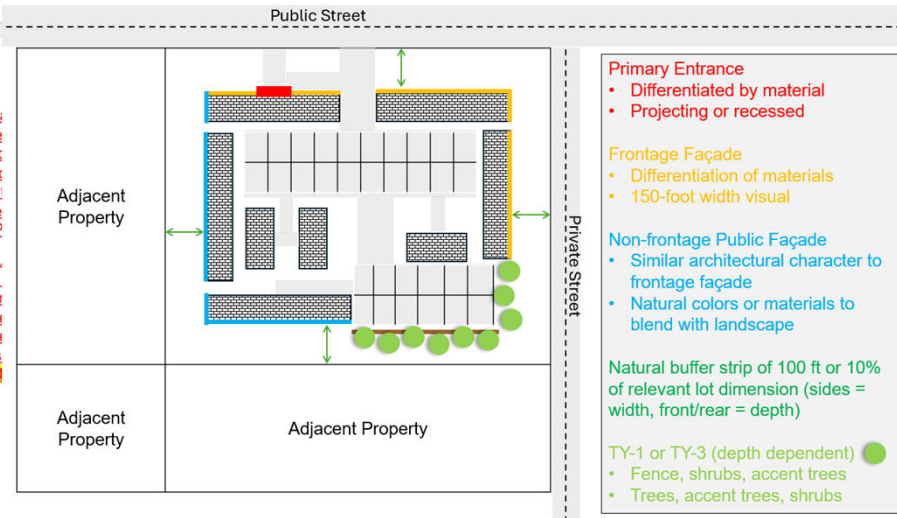 Public Street
Primary Entrance
• Differentiated by material
• Projecting or recessed
Frontage Façade
• Differentiation of materials
• 150-foot width visual
Adjacent
Property
Private Street
Non-frontage Public Façade
• Similar architectural character to
frontage façade
• Natural colors or materials to
blend with landscape
Natural buffer strip of 100 ft or 10%
of relevant lot dimension (sides =
width, front/rear = depth)
Adjacent
Property
Adjacent Property
TY-1 or TY-3 (depth dependent)
• Fence, shrubs, accent trees
• Trees, accent trees, shrubs